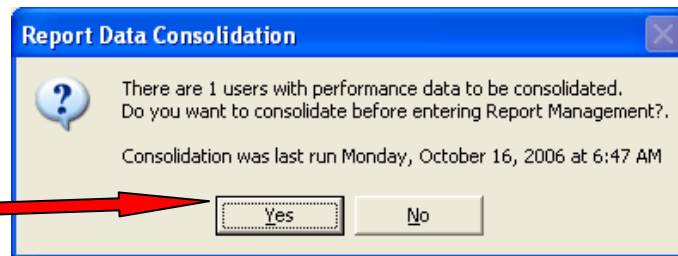 Report Data Consolidation
There are 1 users with performance data to be consolidated.
Do you want to consolidate before entering Report Management?.
Consolidation was last run Monday, October 16, 2006 at 6:47 AM
Yes No